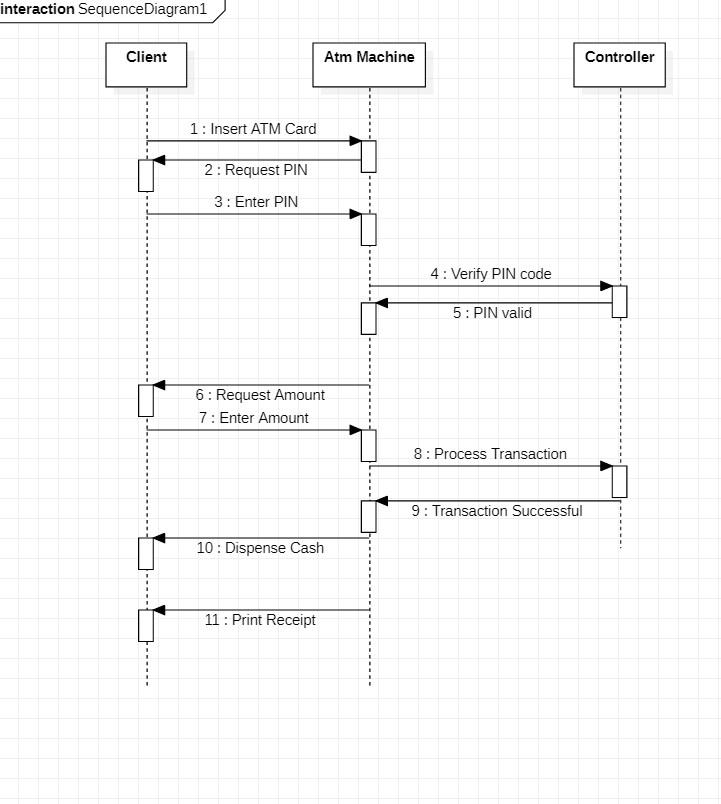 interaction SequenceDiagram1
Client
Atm Machine
Controller
1 : Insert ATM Card
2 : Request PIN
3 : Enter PIN
4 : Verify PIN code
5 : PIN valid
6 : Request Amount
7 : Enter Amount
8 : Process Transaction
9 : Transaction Successful
10 : Dispense Cash
11 : Print Receipt